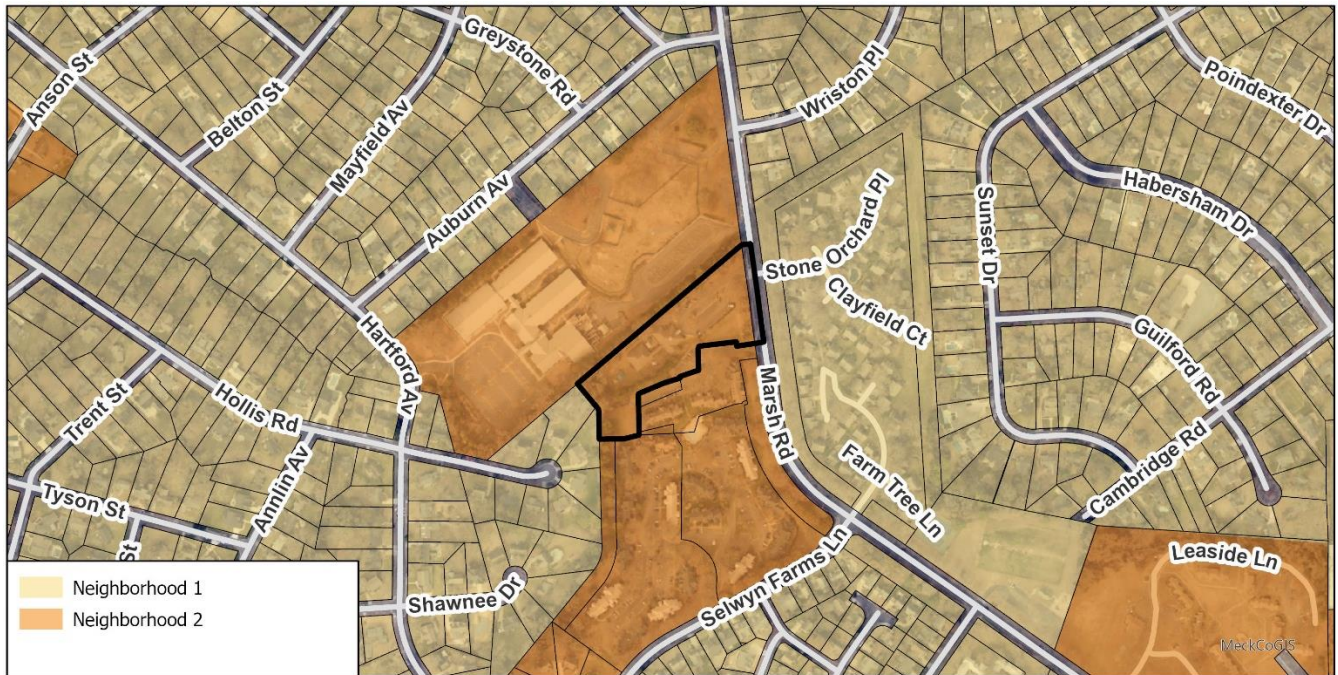 Anson St
Belton St
Mayfield Av
Greystone Rd
Auburn Av
Wriston Pl
Poindexter Dr
Habersham Dr
Sunset Dr
Stone Orchard Pl
Clayfield Ct
Guilford Rd
Hartford Av
Hollis Rd
Trent St
Marsh Rd
Farm Tree Ln
Cambridge Rd
Tyson St
Annlin Av
St
Leaside Ln
Selwyn Farms Ln
Shawnee Dr
Neighborhood 1
Neighborhood 2
MeckCoGIS